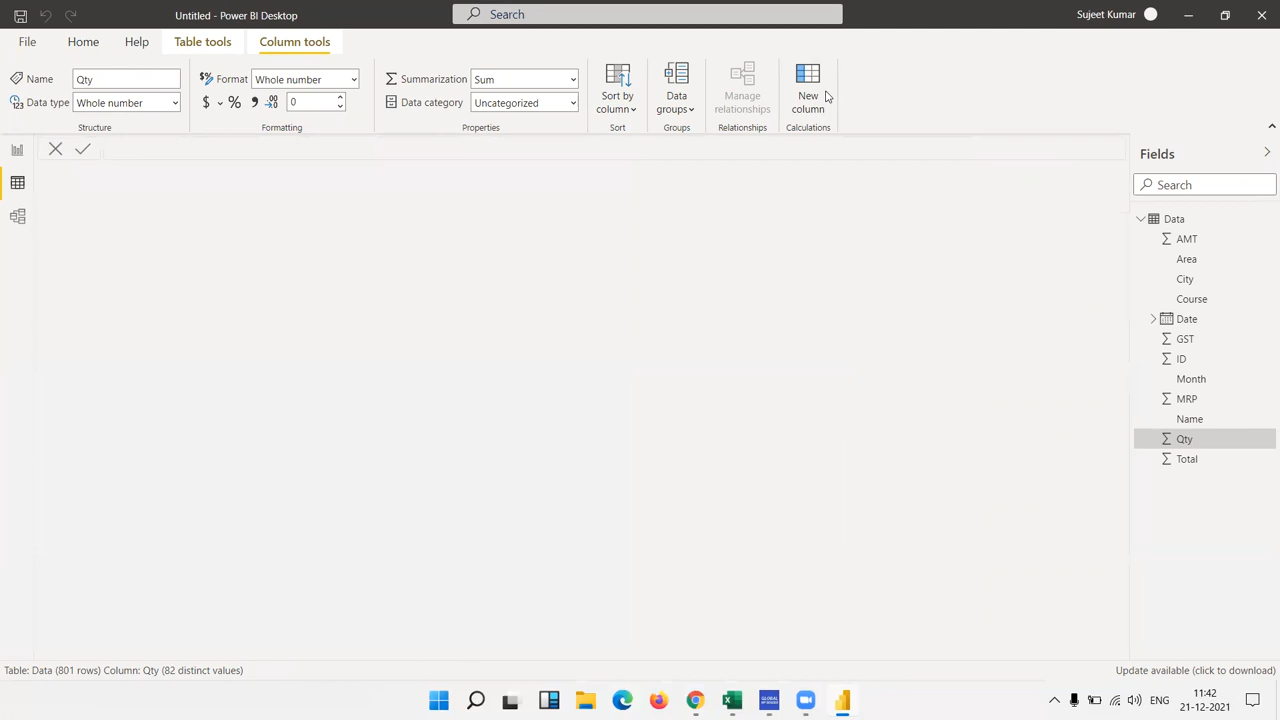 Untitled - Power BI Desktop
Search
Sujeet Kumar
File
Home
Help
Table tools
Column tools
Name
Qty
Format
Whole number
Summarization
Sum
Data type
Whole number
$
%
0
Data category
Uncategorized
Sort by
column
Data
groups
Manage
relationships
New
column
Structure
Formatting
Properties
Sort
Groups
Relationships
Calculations
Fields
Search
Data
AMT
Area
City
Course
Date
GST
ID
Month
MRP
Name
Qty
Total
Table: Data (801 rows) Column: Qty (82 distinct values)
Update available (click to download)
ENG
11:42
21-12-2021